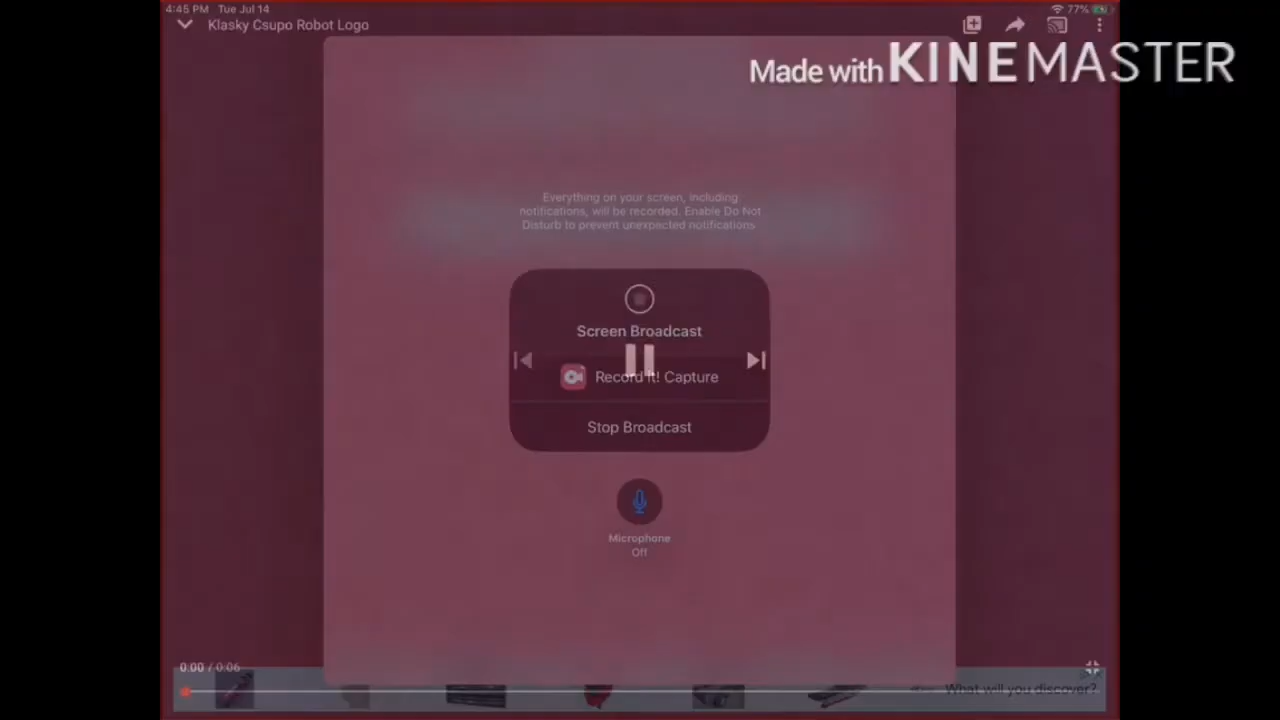 4:45 PM Tue Jul 14
77%
Klasky Csupo Robot Logo
Made with KINEMASTER
Everything on your screen, including
notifications, will be recorded. Enable Do Not
Disturb to prevent unexpected notifications
Screen Broadcast
Record It! Capture
Stop Broadcast
Microphone
Off
0:00 / 0:06
What will you discover?